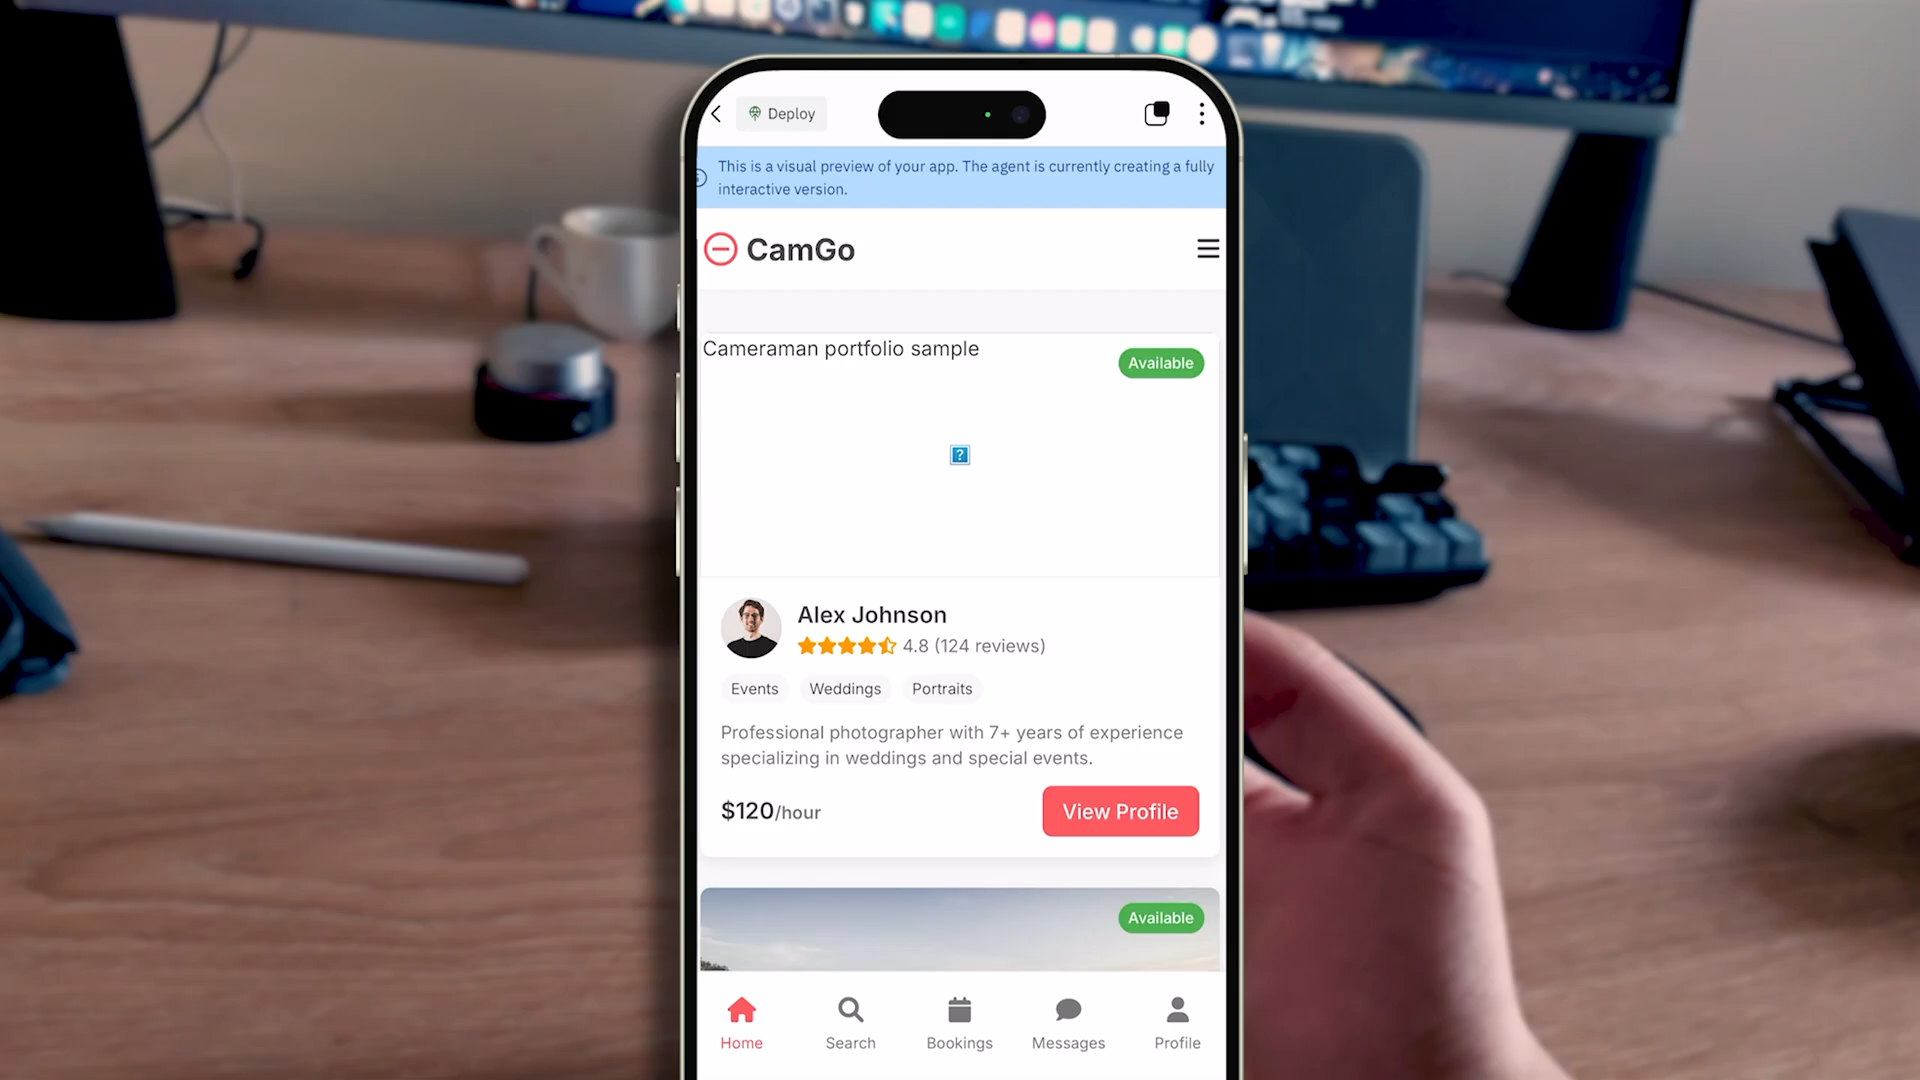 Deploy
This is a visual preview of your app. The agent is currently creating a fully
interactive version.
CamGo
Cameraman portfolio sample
Available
?
Alex Johnson
4.8 (124 reviews)
Events Weddings Portraits
Professional photographer with 7+ years of experience
specializing in weddings and special events.
$120/hour
View Profile
Available
Home Search Bookings Messages Profile